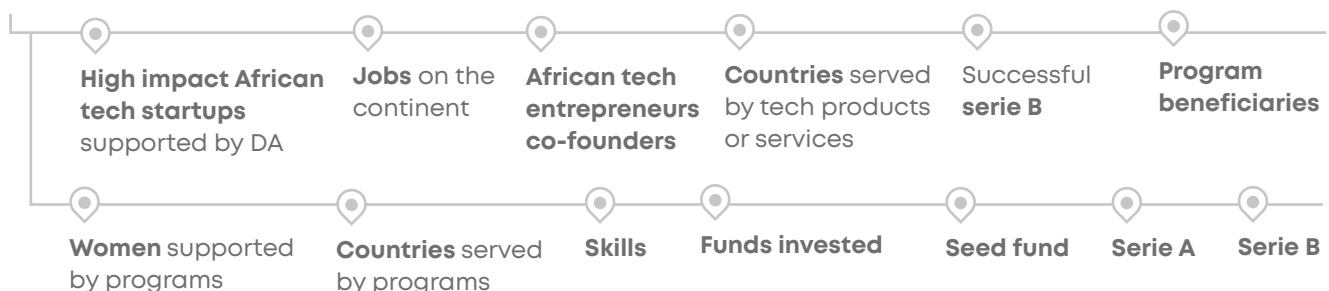 High impact African
tech startups
supported by DA
Jobs on the
continent
African tech
entrepreneurs
co-founders
Countries served
by tech products
or services
Successful
serie B
Program
beneficiaries
Women supported
by programs
Countries served
by programs
Skills
Funds invested
Seed fund
Serie A
Serie B